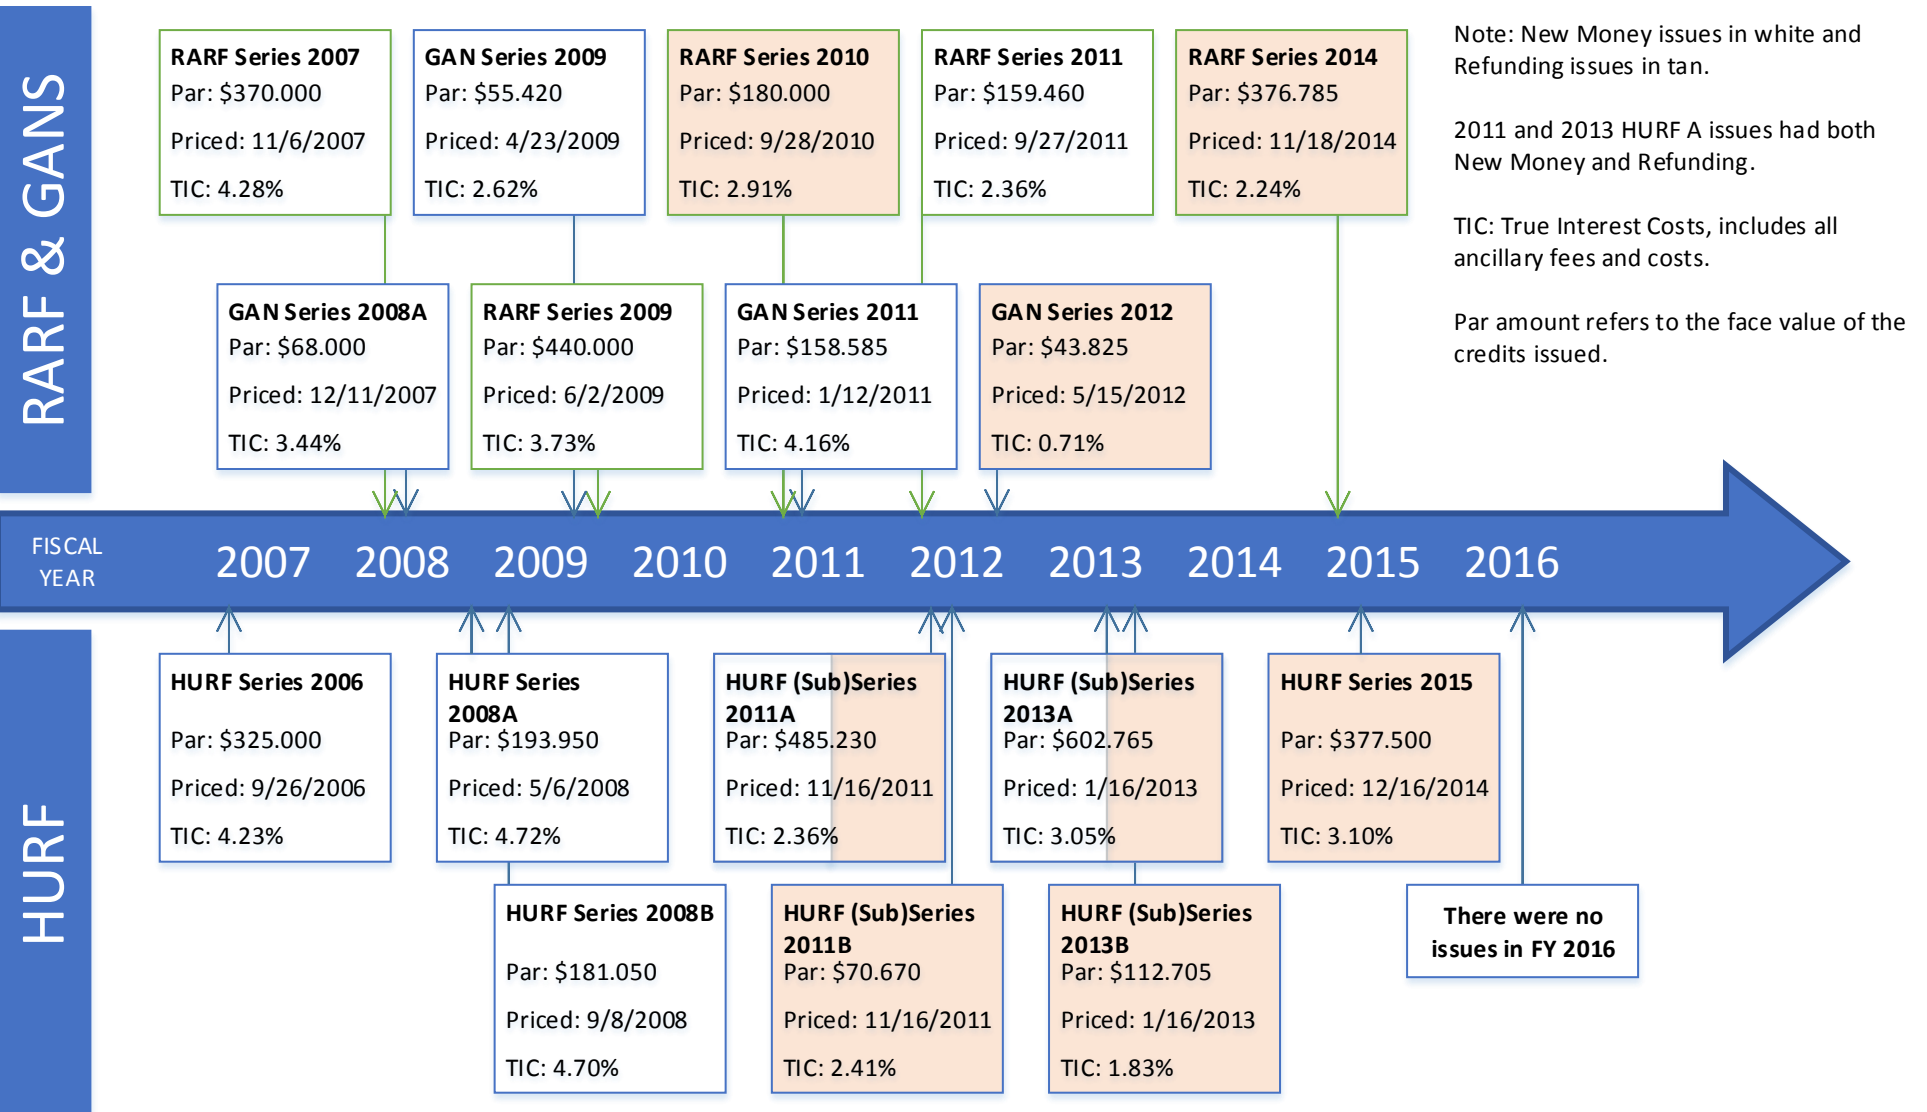 RARF & GANS
RARF Series 2007
Par: $370.000
Priced: 11/6/2007
TIC: 4.28%
GAN Series 2009
Par: $55.420
Priced: 4/23/2009
TIC: 2.62%
RARF Series 2010
Par: $180.000
Priced: 9/28/2010
TIC: 2.91%
RARF Series 2011
Par: $159.460
Priced: 9/27/2011
TIC: 2.36%
RARF Series 2014
Par: $376.785
Priced: 11/18/2014
TIC: 2.24%
Note: New Money issues in white and
Refunding issues in tan.
2011 and 2013 HURF A issues had both
New Money and Refunding.
TIC: True Interest Costs, includes all
ancillary fees and costs.
Par amount refers to the face value of the
credits issued.
GAN Series 2008A
Par: $68.000
Priced: 12/11/2007
TIC: 3.44%
RARF Series 2009
Par: $440.000
Priced: 6/2/2009
TIC: 3.73%
GAN Series 2011
Par: $158.585
Priced: 1/12/2011
TIC: 4.16%
GAN Series 2012
Par: $43.825
Priced: 5/15/2012
TIC: 0.71%
FISCAL
YEAR
2007 2008 2009 2010 2011 2012 2013 2014 2015 2016
HURF
HURF Series 2006
Par: $325.000
Priced: 9/26/2006
TIC: 4.23%
HURF Series
2008A
Par: $193.950
Priced: 5/6/2008
TIC: 4.72%
HURF (Sub)Series
2011A
Par: $485.230
Priced: 11/16/2011
TIC: 2.36%
HURF (Sub)Series
2013A
Par: $602.765
Priced: 1/16/2013
TIC: 3.05%
HURF Series 2015
Par: $377.500
Priced: 12/16/2014
TIC: 3.10%
HURF Series 2008B
Par: $181.050
Priced: 9/8/2008
TIC: 4.70%
HURF (Sub)Series
2011B
Par: $70.670
Priced: 11/16/2011
TIC: 2.41%
HURF (Sub)Series
2013B
Par: $112.705
Priced: 1/16/2013
TIC: 1.83%
There were no
issues in FY 2016